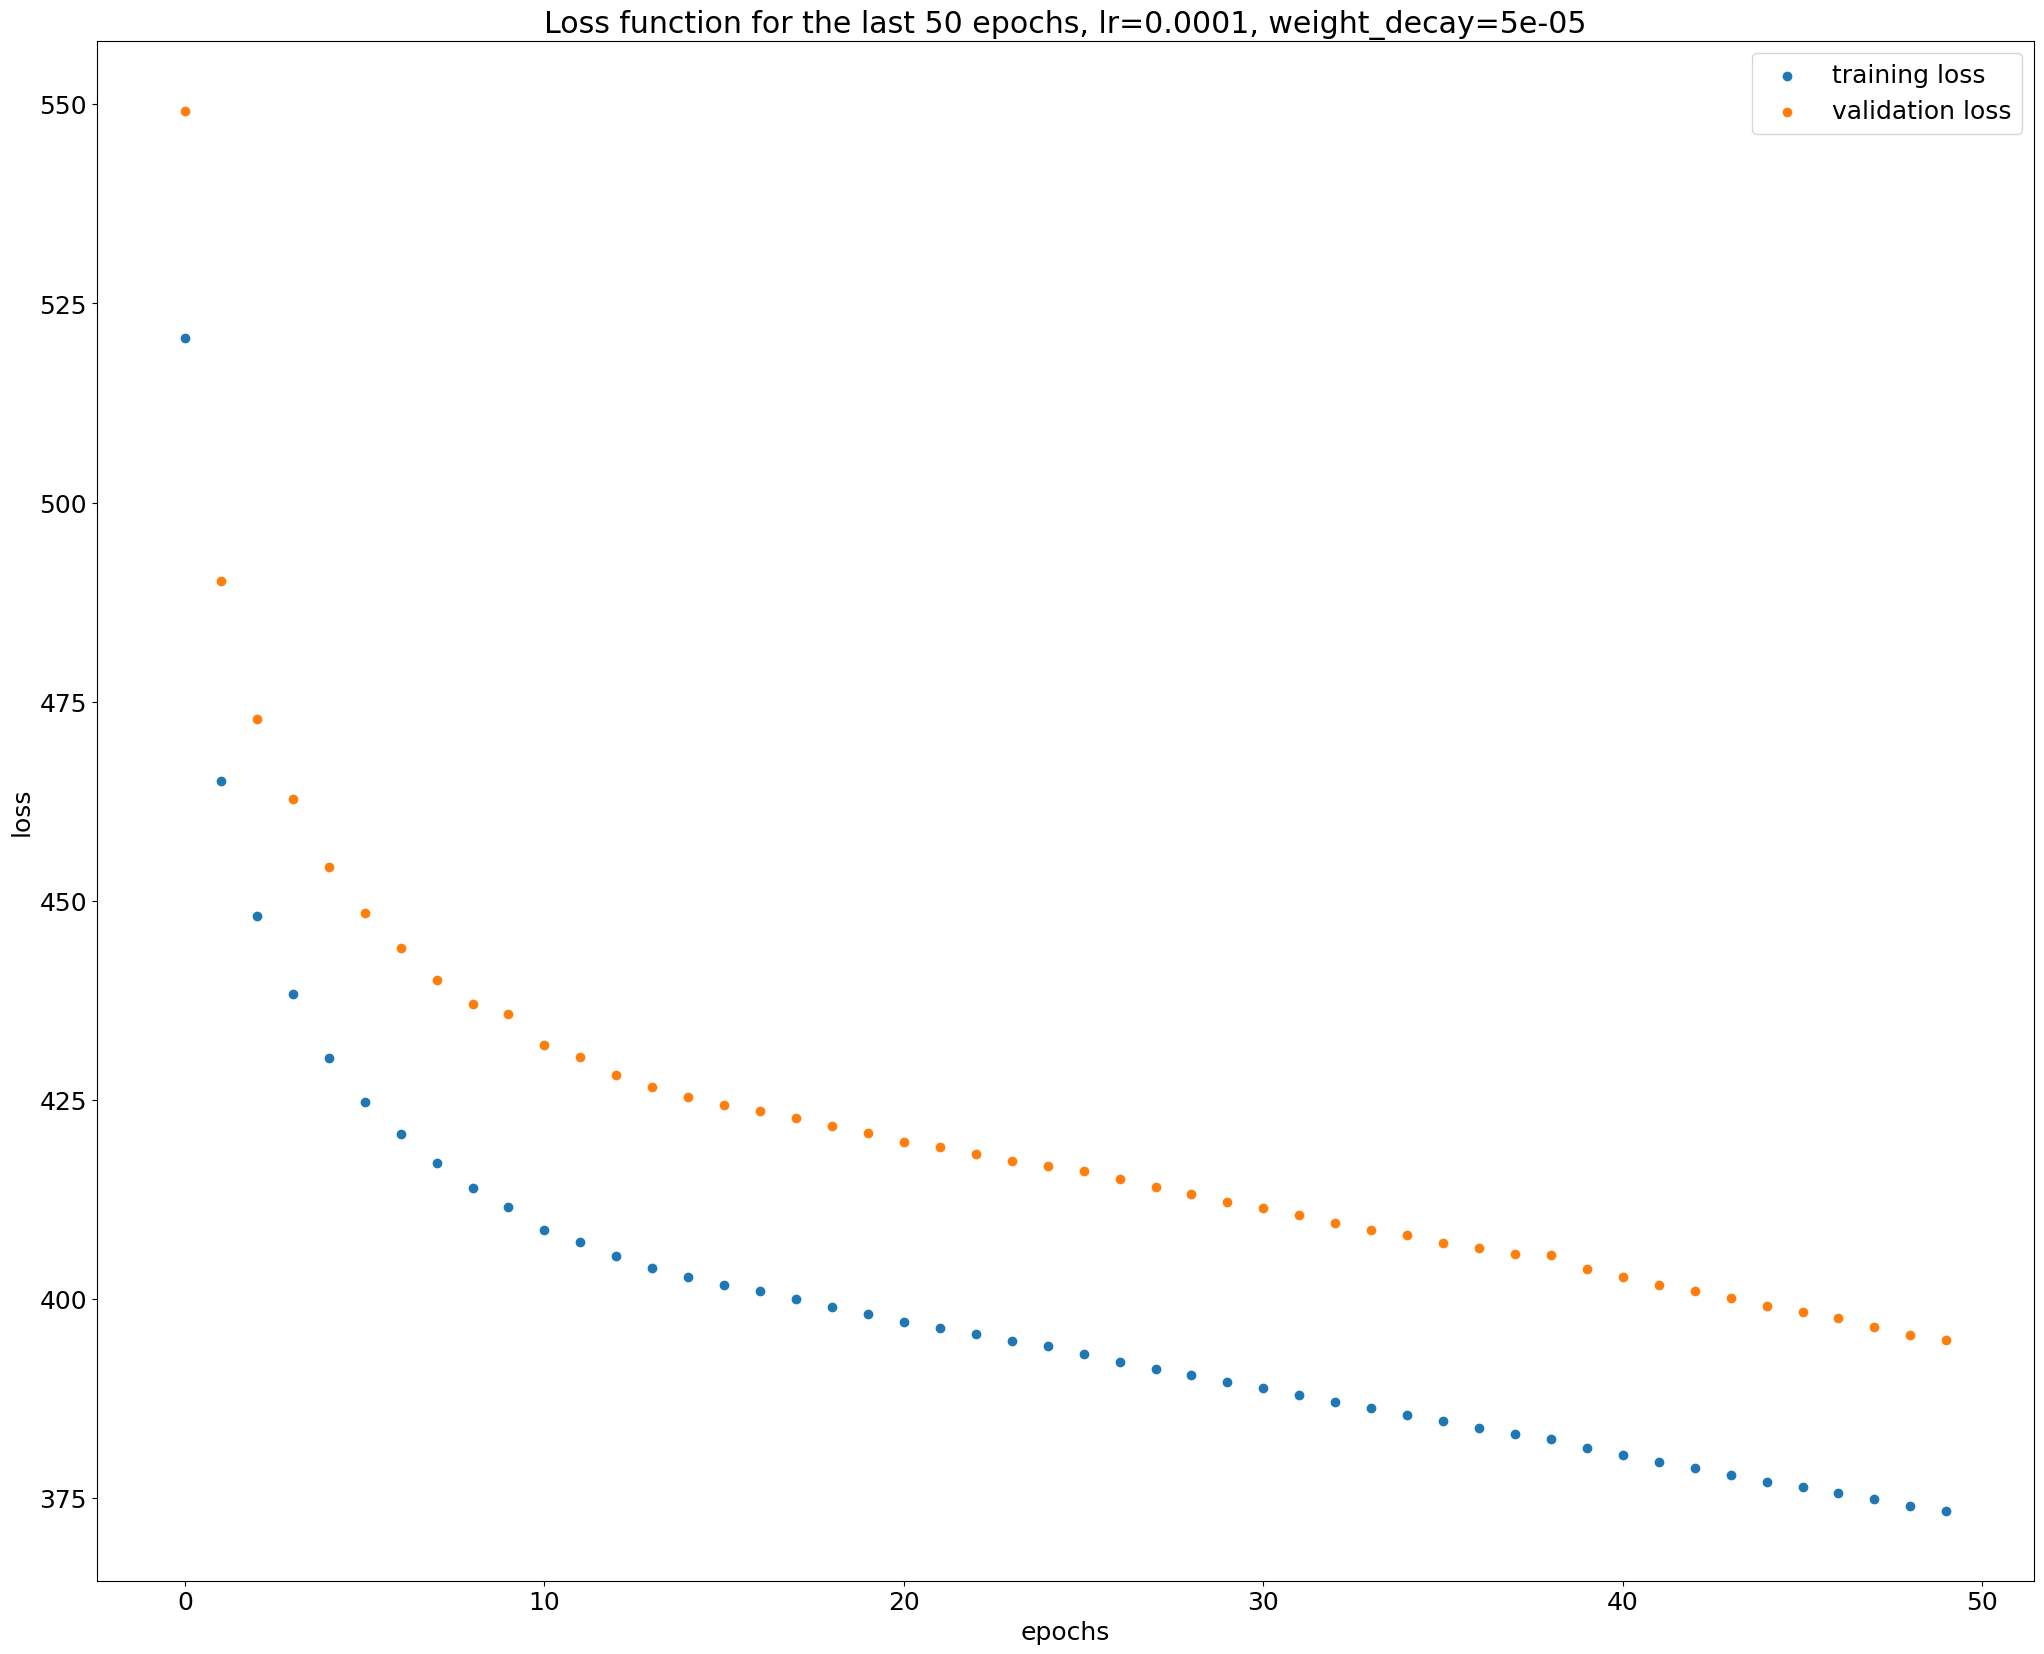 Loss function for the last 50 epochs, lr=0.0001, weight_decay=5e-05
training loss
validation loss
550
525
500
475
450
425
400
375
loss
0 10 20 30 40 50
epochs